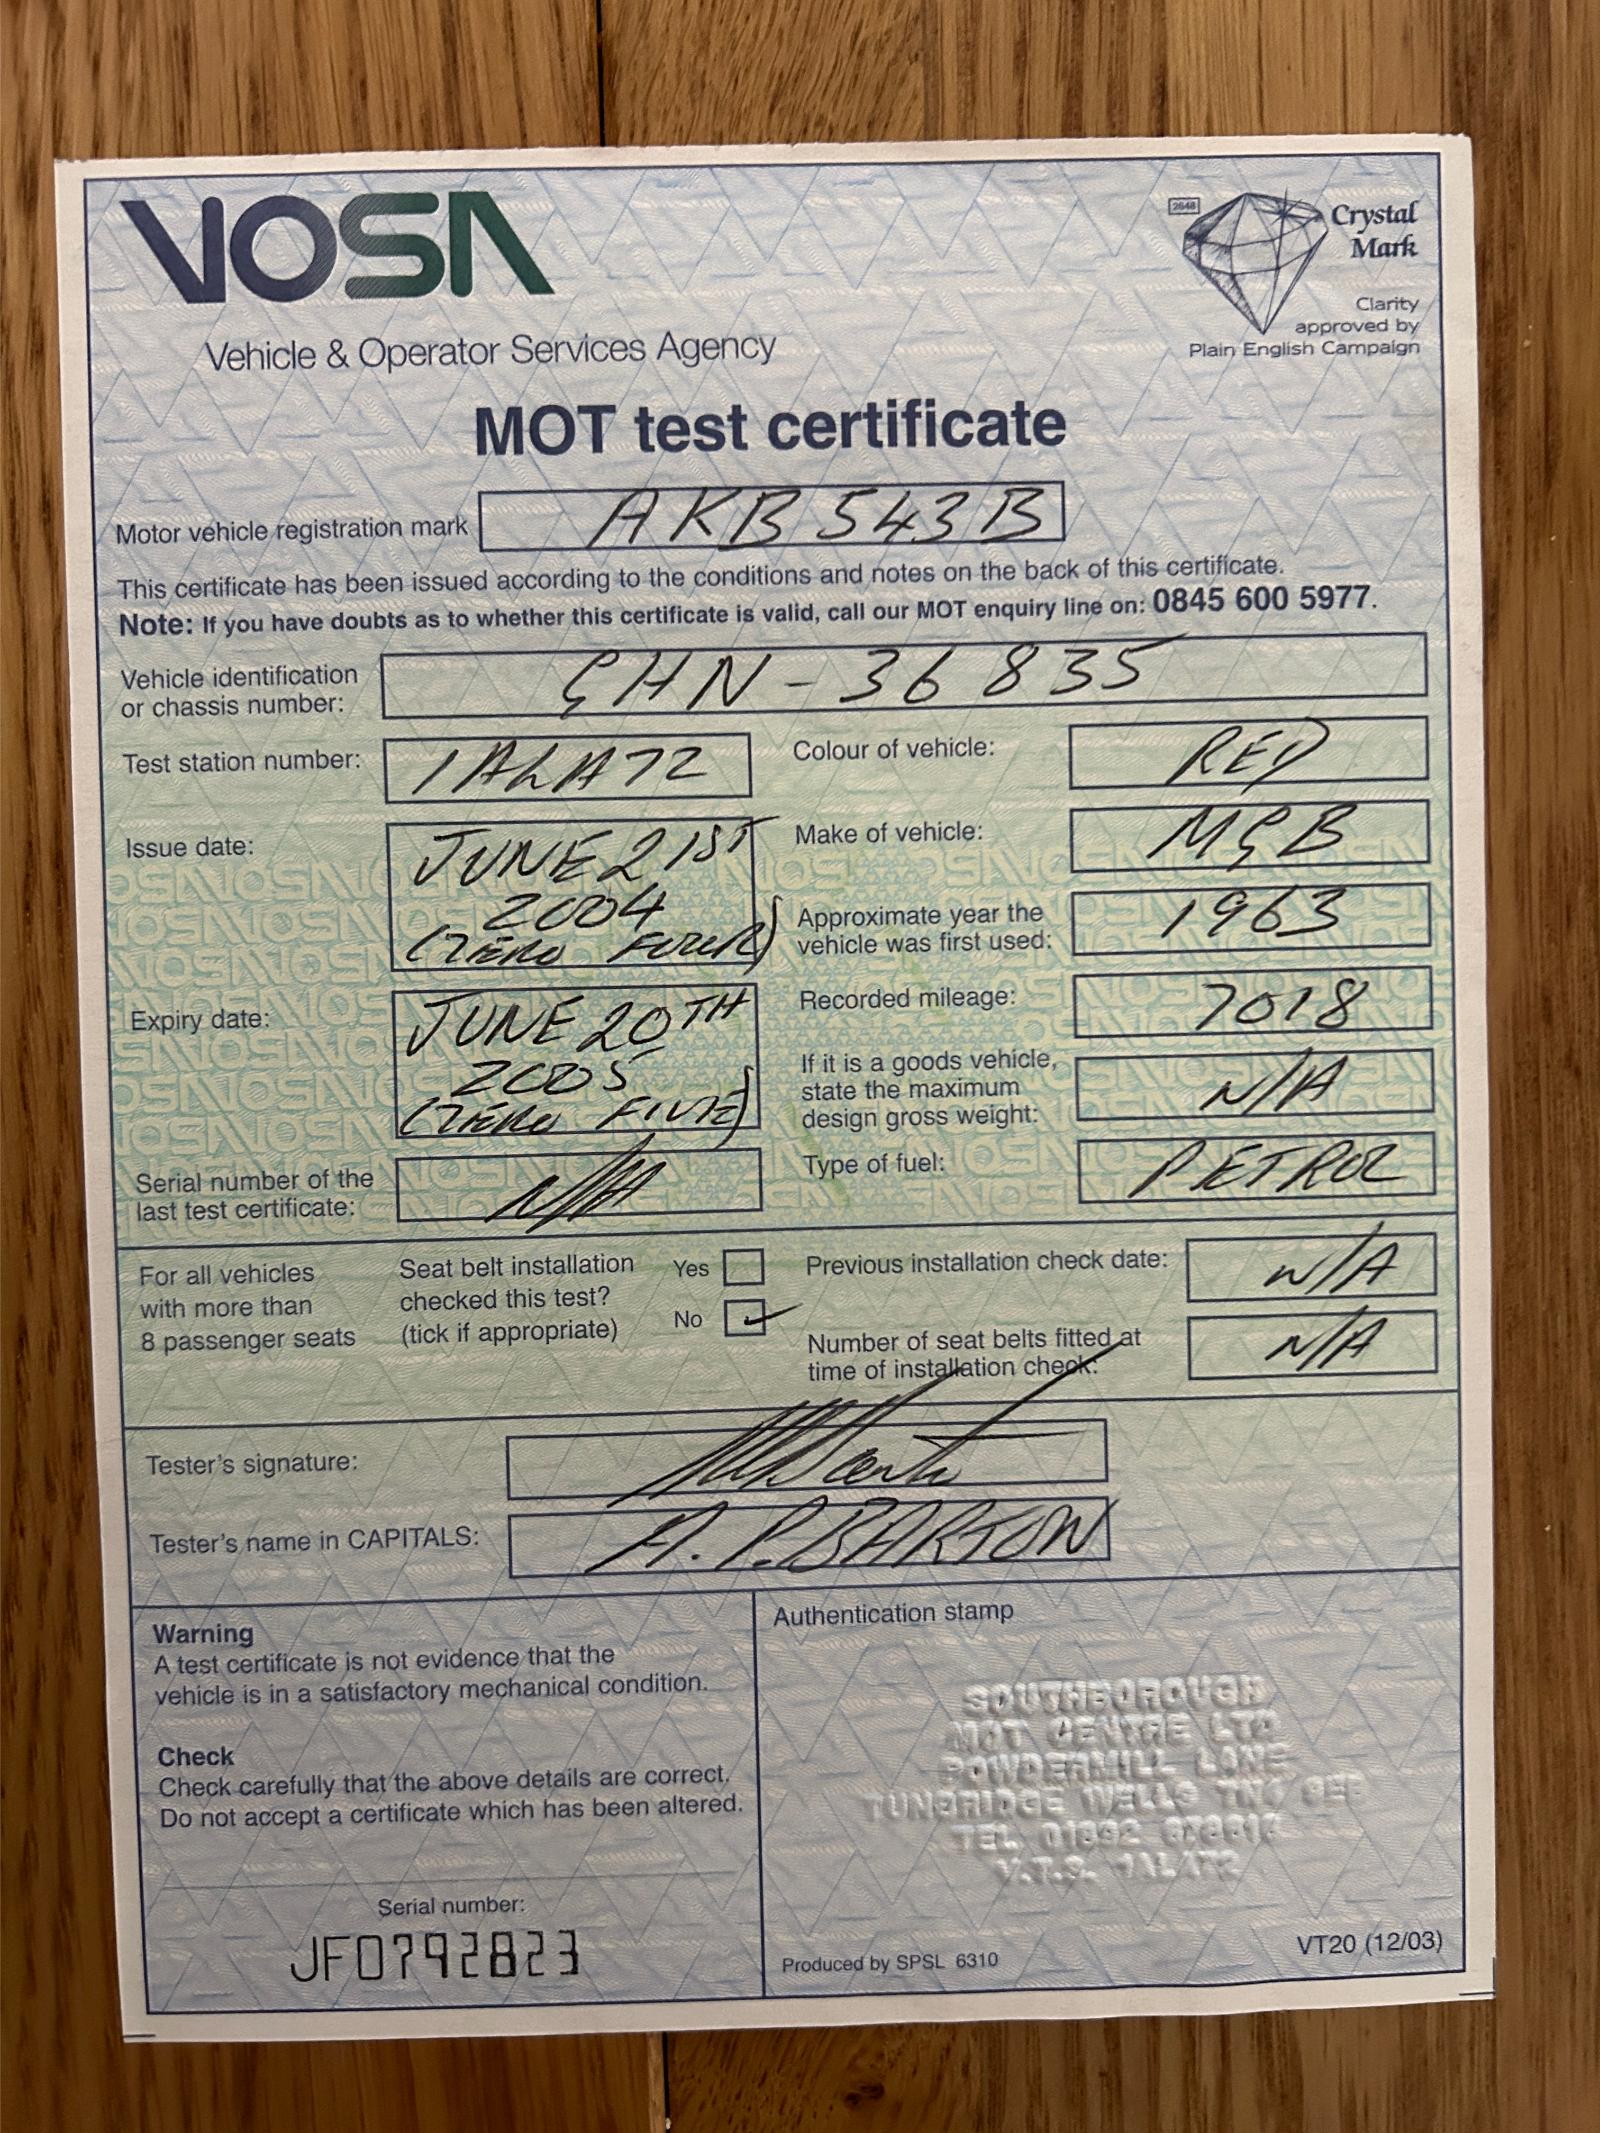 VOSA
Vehicle & Operator Services Agency
2648
Crystal
Mark
Clarity
approved by
Plain English Campaign
MOT test certificate
Motor vehicle registration mark AKB 543B
This certificate has been issued according to the conditions and notes on the back of this certificate.
Note: If you have doubts as to whether this certificate is valid, call our MOT enquiry line on: 0845 600 5977.
Vehicle identification
or chassis number: GHN-36835
Test station number: 1ALA72
Colour of vehicle: RED
Issue date: JUNE 21ST
2004
(ZERO FOUR)
Make of vehicle: MGB
Approximate year the
vehicle was first used: 1963
Expiry date: JUNE 20TH
2005
(ZERO FIVE)
Recorded mileage: 7018
If it is a goods vehicle,
state the maximum
design gross weight: N/A
Serial number of the
last test certificate: N/A
Type of fuel: PETROL
For all vehicles
with more than
8 passenger seats
Seat belt installation
checked this test?
(tick if appropriate)
Yes
No
Previous installation check date: N/A
Number of seat belts fitted at
time of installation check: N/A
Tester's signature:
Tester's name in CAPITALS: A. P. BARTON
Warning
A test certificate is not evidence that the
vehicle is in a satisfactory mechanical condition.
Check
Check carefully that the above details are correct.
Do not accept a certificate which has been altered.
Serial number:
JF0792823
Authentication stamp
SOUTHBOROUGH
MOT CENTRE LTD
POWDERMILL LANE
TUNBRIDGE WELLS
TEL 01892
V.T.S. 1ALA72
Produced by SPSL 6310
VT20 (12/03)